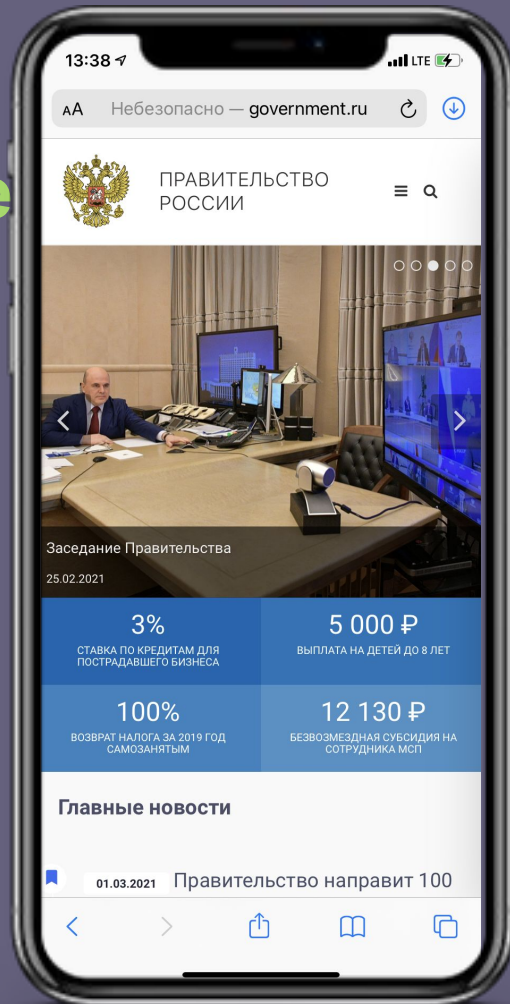 13:38
LTE
AA Небезопасно — government.ru
e
ПРАВИТЕЛЬСТВО
РОССИИ
Заседание Правительства
25.02.2021
3%
СТАВКА ПО КРЕДИТАМ ДЛЯ
ПОСТРАДАВШЕГО БИЗНЕСА
5 000 ₽
ВЫПЛАТА НА ДЕТЕЙ ДО 8 ЛЕТ
100%
ВОЗВРАТ НАЛОГА ЗА 2019 ГОД
САМОЗАНЯТЫМ
12 130 ₽
БЕЗВОЗМЕЗДНАЯ СУБСИДИЯ НА
СОТРУДНИКА МСП
Главные новости
01.03.2021 Правительство направит 100